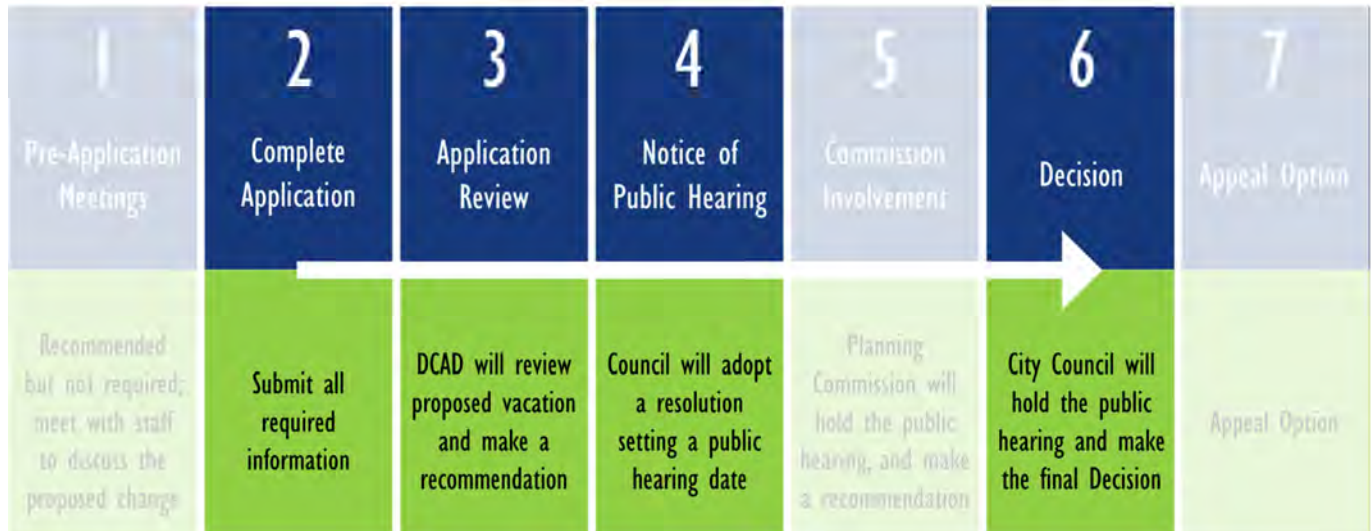 1
Pre-Application
Meetings
Recommended
but not required;
meet with staff
to discuss the
proposed change
2
Complete
Application
Submit all
required
information
3
Application
Review
DCAD will review
proposed vacation
and make a
recommendation
4
Notice of
Public Hearing
Council will adopt
a resolution
setting a public
hearing date
5
Commission
Involvement
Planning
Commission will
hold the public
hearing, and make
a recommendation
6
Decision
City Council will
hold the public
hearing and make
the final Decision
7
Appeal Option
Appeal Option